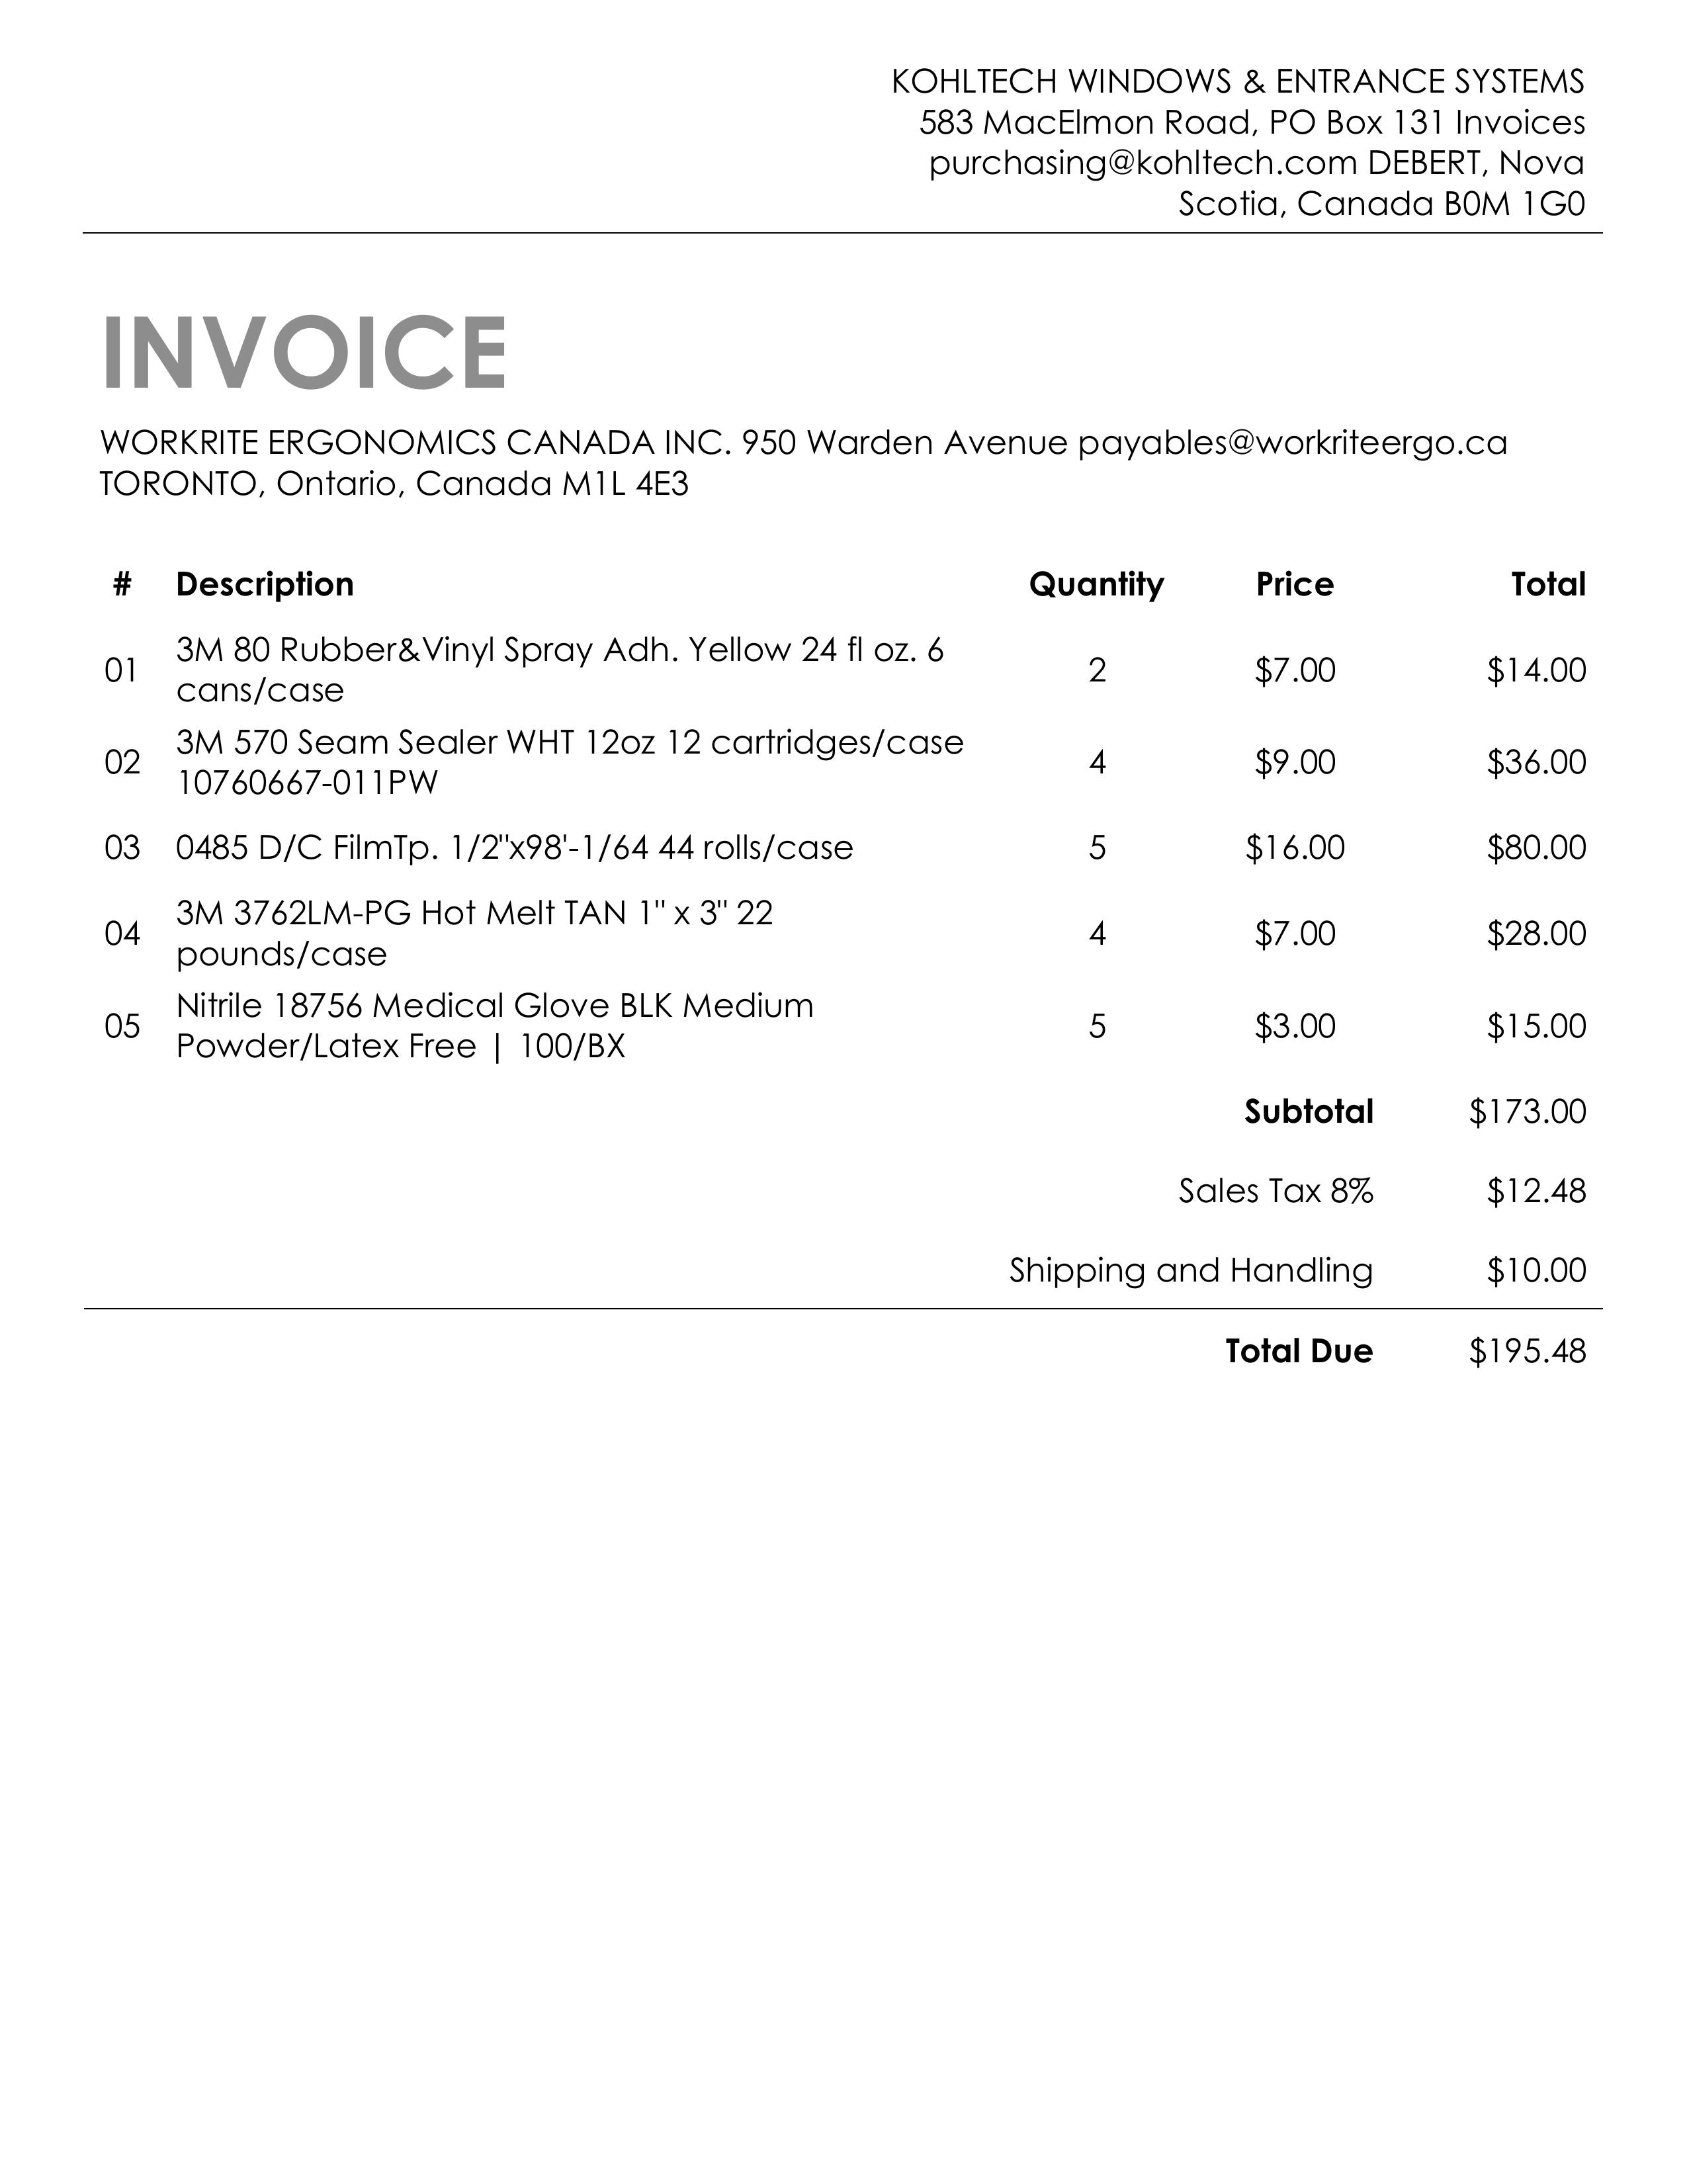 KOHLTECH WINDOWS & ENTRANCE SYSTEMS
583 MacElmon Road, PO Box 131 Invoices
purchasing@kohltech.com DEBERT, Nova
Scotia, Canada B0M 1G0
INVOICE
WORKRITE ERGONOMICS CANADA INC. 950 Warden Avenue payables@workriteergo.ca
TORONTO, Ontario, Canada M1L 4E3
# Description Quantity Price Total
01 3M 80 Rubber&Vinyl Spray Adh. Yellow 24 fl oz. 6 2 $7.00 $14.00
cans/case
02 3M 570 Seam Sealer WHT 12oz 12 cartridges/case 4 $9.00 $36.00
10760667-011PW
03 0485 D/C FilmTp. 1/2"x98'-1/64 44 rolls/case 5 $16.00 $80.00
04 3M 3762LM-PG Hot Melt TAN 1" x 3" 22 4 $7.00 $28.00
pounds/case
05 Nitrile 18756 Medical Glove BLK Medium 5 $3.00 $15.00
Powder/Latex Free | 100/BX
Subtotal $173.00
Sales Tax 8% $12.48
Shipping and Handling $10.00
Total Due $195.48